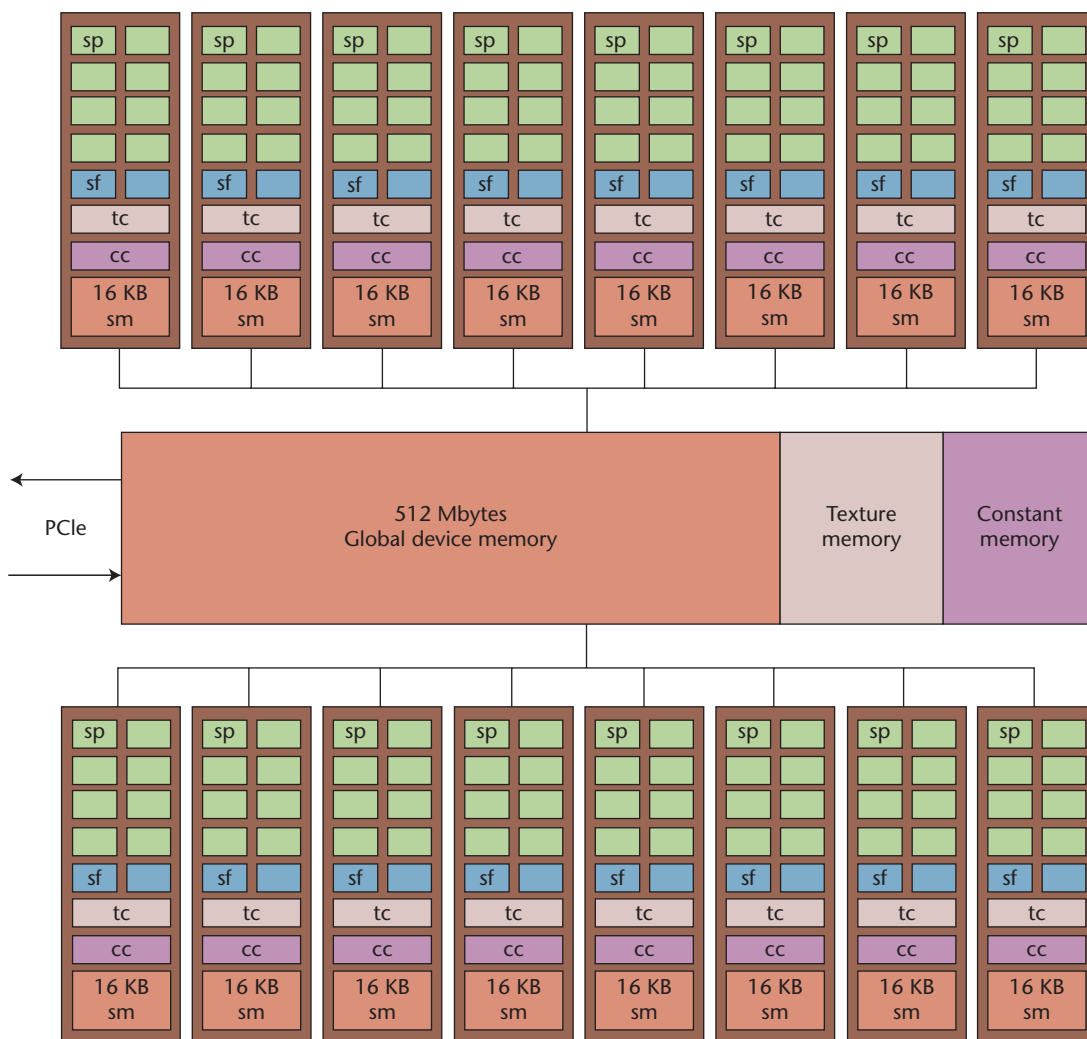 sp sp sp sp sp sp sp sp
sf sf sf sf sf sf sf sf
tc tc tc tc tc tc tc tc
cc cc cc cc cc cc cc cc
16 KB 16 KB 16 KB 16 KB 16 KB 16 KB 16 KB 16 KB
sm sm sm sm sm sm sm sm
PCIe
512 Mbytes
Global device memory
Texture
memory
Constant
memory
sp sp sp sp sp sp sp sp
sf sf sf sf sf sf sf sf
tc tc tc tc tc tc tc tc
cc cc cc cc cc cc cc cc
16 KB 16 KB 16 KB 16 KB 16 KB 16 KB 16 KB 16 KB
sm sm sm sm sm sm sm sm